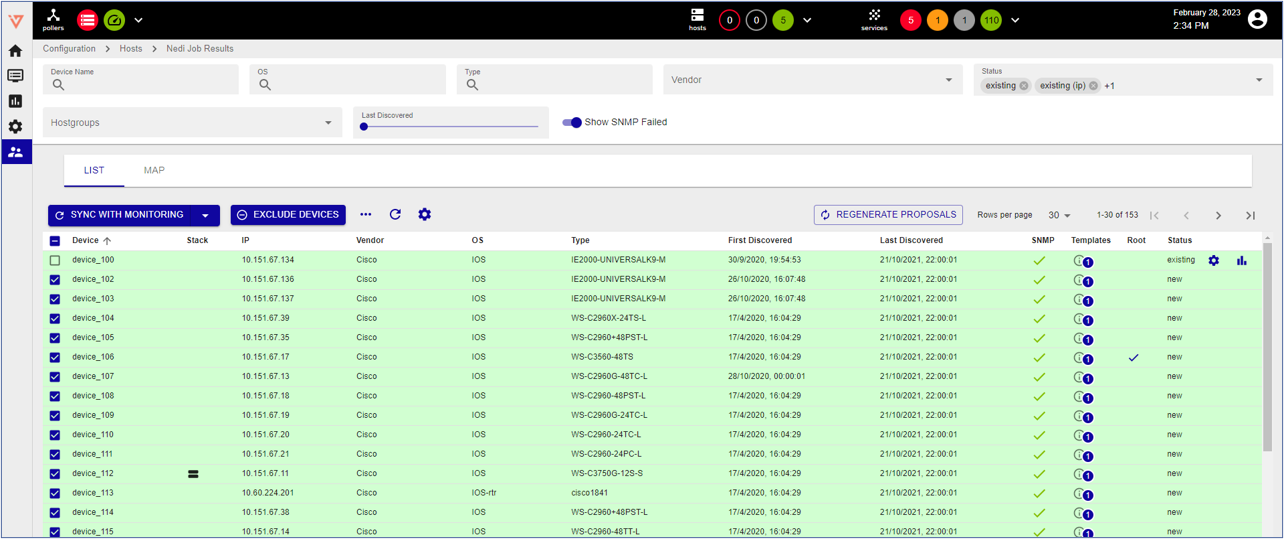 pollers
hosts 0 0 5
services 5 1 1 110
February 28, 2023
2:34 PM
Configuration > Hosts > Nedi Job Results
Device Name
OS
Type
Vendor
Status
existing existing (ip) +1
Hostgroups
Last Discovered
Show SNMP Failed
LIST MAP
SYNC WITH MONITORING EXCLUDE DEVICES ••• REGENERATE PROPOSALS Rows per page 30 1-30 of 153
Device Stack IP Vendor OS Type First Discovered Last Discovered SNMP Templates Root Status
device_100 10.151.67.134 Cisco IOS IE2000-UNIVERSALK9-M 30/9/2020, 19:54:53 21/10/2021, 22:00:01 1 existing
device_102 10.151.67.136 Cisco IOS IE2000-UNIVERSALK9-M 26/10/2020, 16:07:48 21/10/2021, 22:00:01 1 new
device_103 10.151.67.137 Cisco IOS IE2000-UNIVERSALK9-M 26/10/2020, 16:07:48 21/10/2021, 22:00:01 1 new
device_104 10.151.67.39 Cisco IOS WS-C2960X-24TS-L 17/4/2020, 16:04:29 21/10/2021, 22:00:01 1 new
device_105 10.151.67.35 Cisco IOS WS-C2960+48PST-L 17/4/2020, 16:04:29 21/10/2021, 22:00:01 1 new
device_106 10.151.67.17 Cisco IOS WS-C3560-48TS 17/4/2020, 16:04:29 21/10/2021, 22:00:01 1 new
device_107 10.151.67.13 Cisco IOS WS-C2960G-48TC-L 28/10/2020, 00:00:01 21/10/2021, 22:00:01 1 new
device_108 10.151.67.18 Cisco IOS WS-C2960-48PST-L 17/4/2020, 16:04:29 21/10/2021, 22:00:01 1 new
device_109 10.151.67.19 Cisco IOS WS-C2960G-24TC-L 17/4/2020, 16:04:29 21/10/2021, 22:00:01 1 new
device_110 10.151.67.20 Cisco IOS WS-C2960-24TC-L 17/4/2020, 16:04:29 21/10/2021, 22:00:01 1 new
device_111 10.151.67.21 Cisco IOS WS-C2960-24PC-L 17/4/2020, 16:04:29 21/10/2021, 22:00:01 1 new
device_112 10.151.67.11 Cisco IOS WS-C3750G-12S-S 17/4/2020, 16:04:29 21/10/2021, 22:00:01 1 new
device_113 10.60.224.201 Cisco IOS-rtr cisco1841 17/4/2020, 16:04:29 21/10/2021, 22:00:01 1 new
device_114 10.151.67.38 Cisco IOS WS-C2960+48PST-L 17/4/2020, 16:04:29 21/10/2021, 22:00:01 1 new
device_115 10.151.67.14 Cisco IOS WS-C2960-48TT-L 17/4/2020, 16:04:29 21/10/2021, 22:00:01 1 new